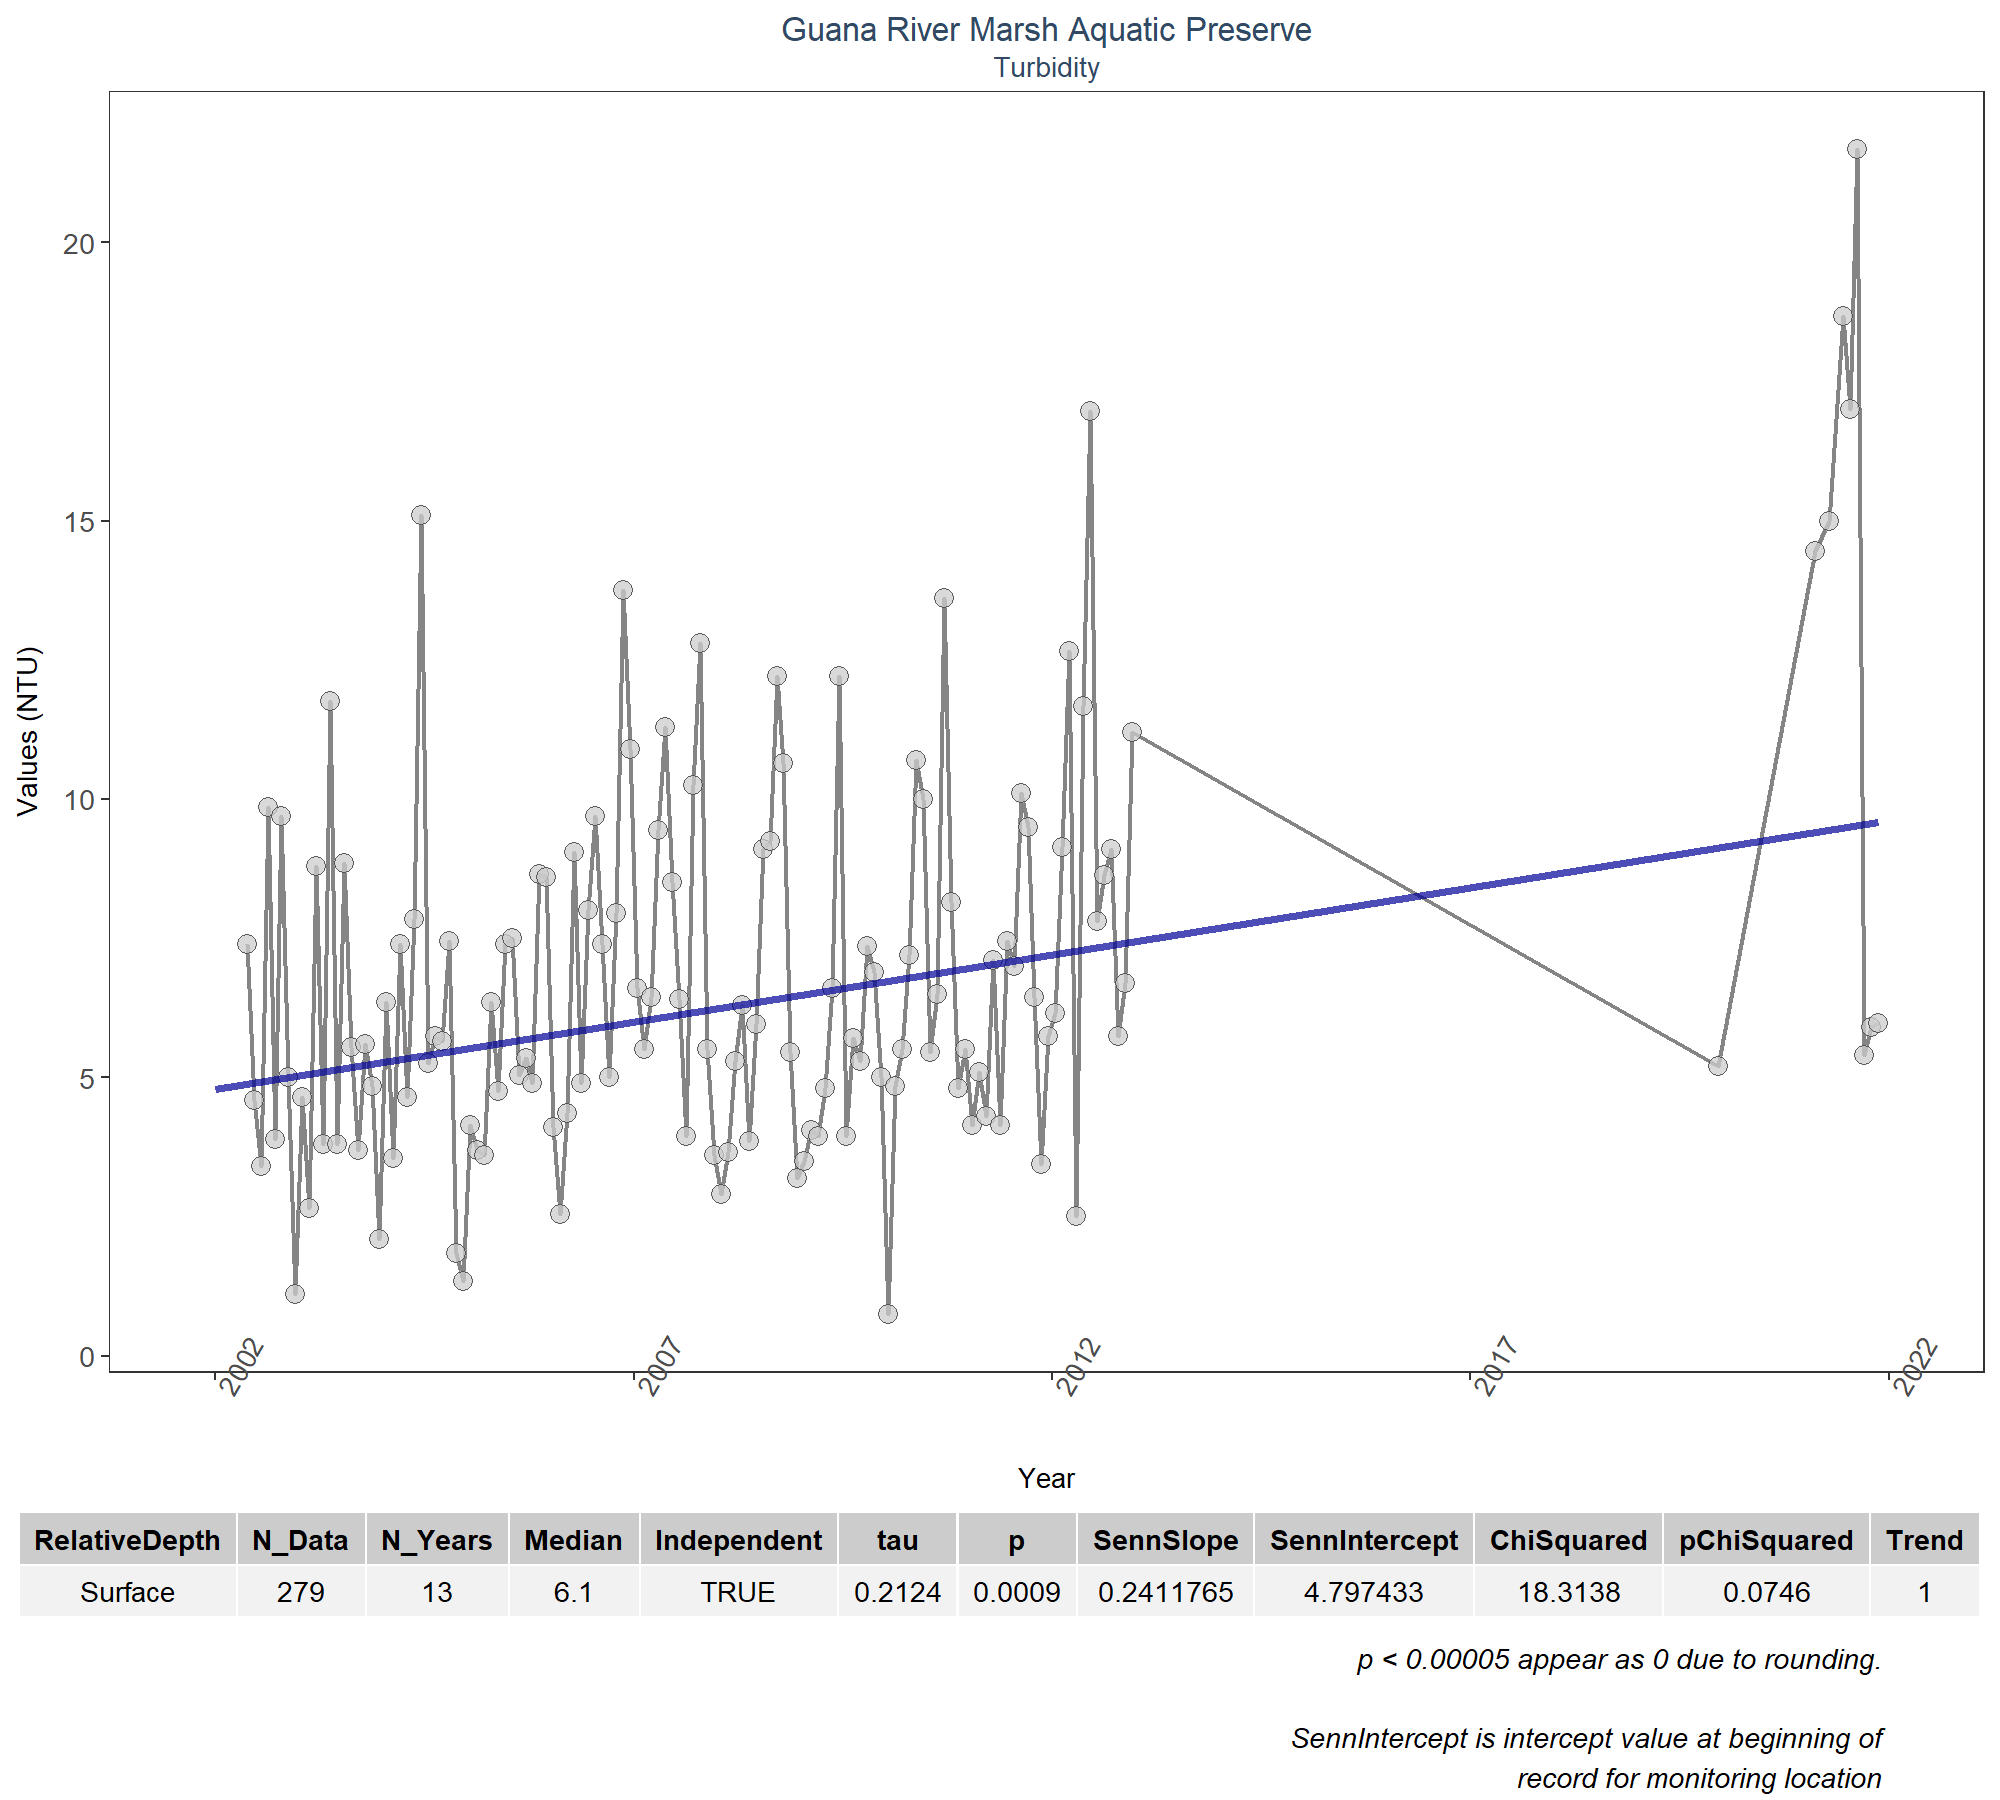 Guana River Marsh Aquatic Preserve
Turbidity
Values (NTU)
20
15
10
5
0
2002 2007 2012 2017 2022
Year
RelativeDepth N_Data N_Years Median Independent tau p SennSlope SennIntercept ChiSquared pChiSquared Trend
Surface 279 13 6.1 TRUE 0.2124 0.0009 0.2411765 4.797433 18.3138 0.0746 1
p < 0.00005 appear as 0 due to rounding.
SennIntercept is intercept value at beginning of
record for monitoring location